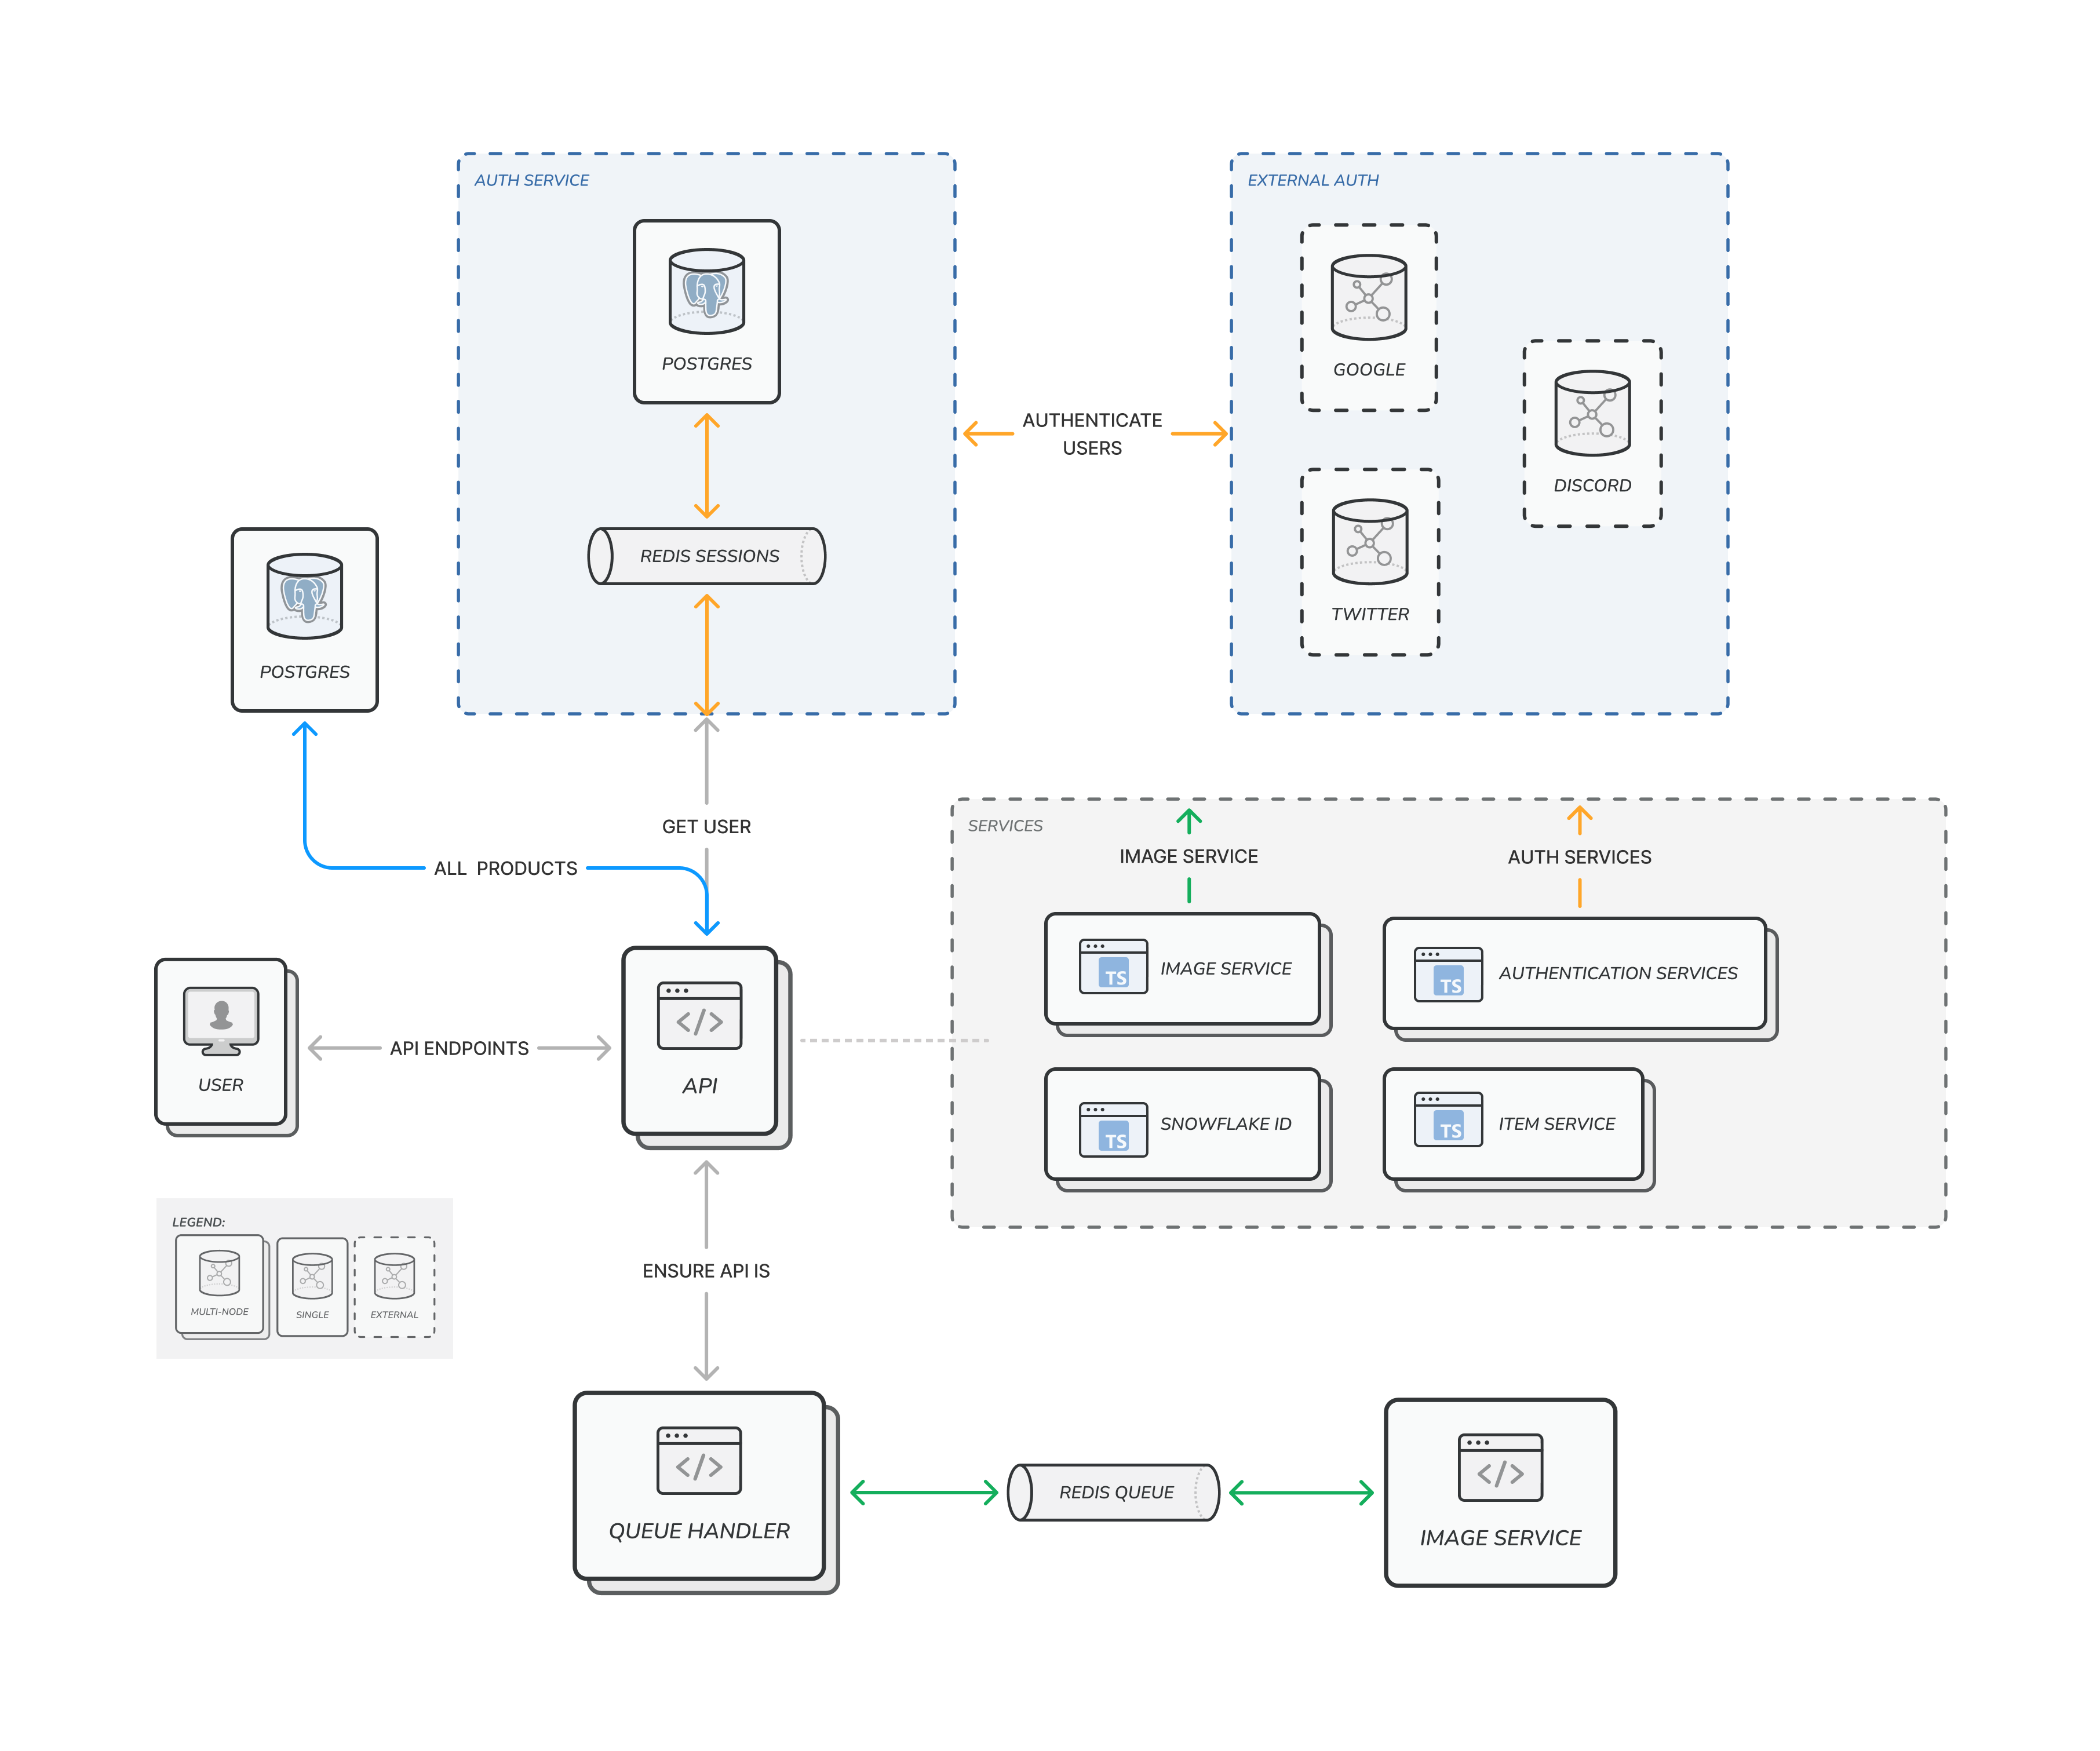 AUTH SERVICE
POSTGRES
REDIS SESSIONS
AUTHENTICATE
USERS
EXTERNAL AUTH
GOOGLE
DISCORD
TWITTER
POSTGRES
GET USER
ALL PRODUCTS
SERVICES
IMAGE SERVICE
AUTH SERVICES
TS
IMAGE SERVICE
TS
AUTHENTICATION SERVICES
TS
SNOWFLAKE ID
TS
ITEM SERVICE
USER
API ENDPOINTS
</>
API
LEGEND:
MULTI-NODE
SINGLE
EXTERNAL
ENSURE API IS
</>
QUEUE HANDLER
REDIS QUEUE
</>
IMAGE SERVICE